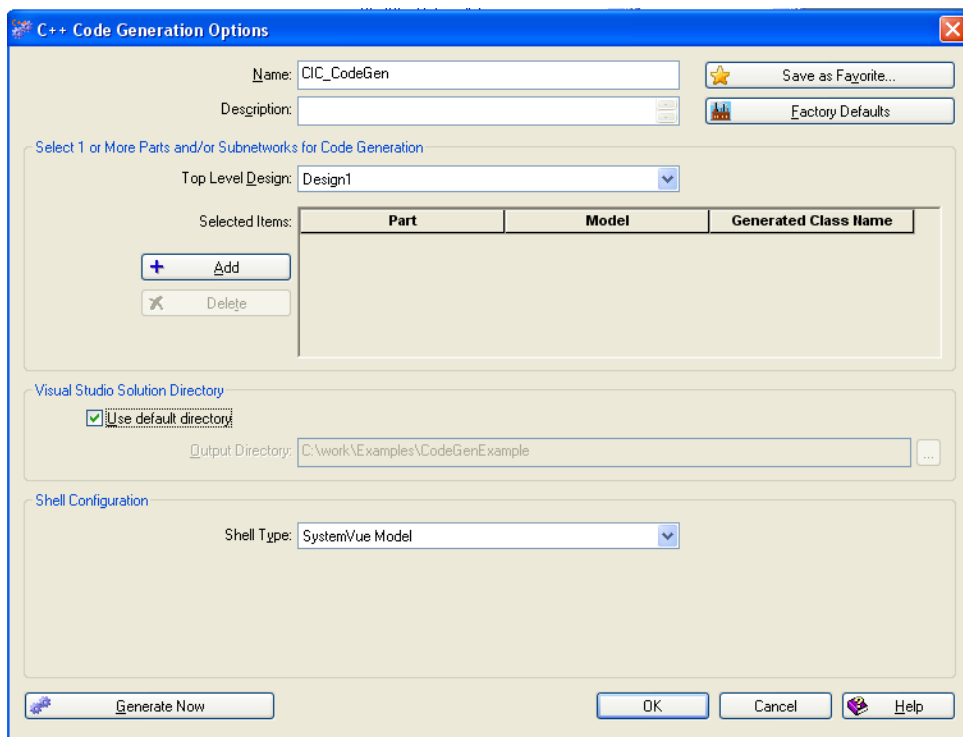 C++ Code Generation Options
Name: CIC_CodeGen
Save as Favorite...
Description:
Factory Defaults
Select 1 or More Parts and/or Subnetworks for Code Generation
Top Level Design: Design1
Selected Items: Part Model Generated Class Name
Add
Delete
Visual Studio Solution Directory
Use default directory
Output Directory: C:\work\Examples\CodeGenExample ...
Shell Configuration
Shell Type: SystemVue Model
Generate Now OK Cancel Help